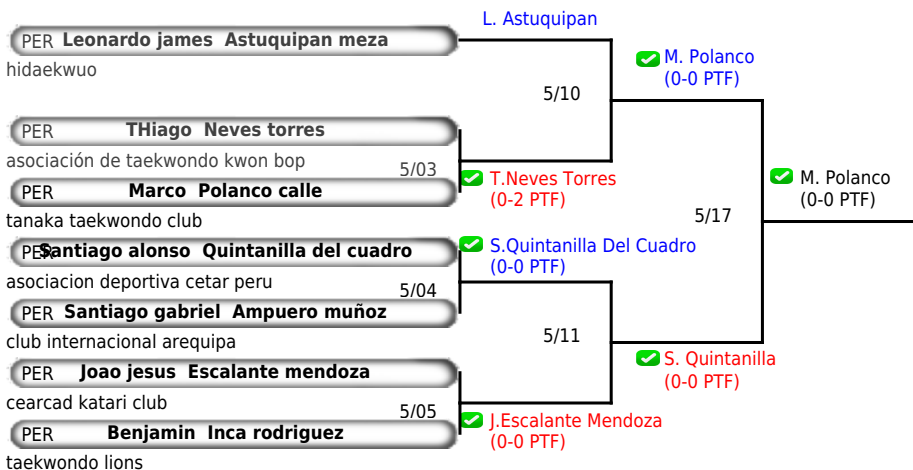 L. Astuquipan
PER Leonardo james Astuquipan meza
hidaekwuo
M. Polanco
(0-0 PTF)
5/10
PER THiago Neves torres
asociación de taekwondo kwon bop
5/03
T.Neves Torres
(0-2 PTF)
PER Marco Polanco calle
tanaka taekwondo club
M. Polanco
(0-0 PTF)
5/17
PER Santiago alonso Quintanilla del cuadro
S.Quintanilla Del Cuadro
(0-0 PTF)
asociacion deportiva cetar peru
5/04
PER Santiago gabriel Ampuero muñoz
club internacional arequipa
5/11
S. Quintanilla
(0-0 PTF)
PER Joao jesus Escalante mendoza
cearcad katari club
5/05
J.Escalante Mendoza
(0-0 PTF)
PER Benjamin Inca rodriguez
taekwondo lions